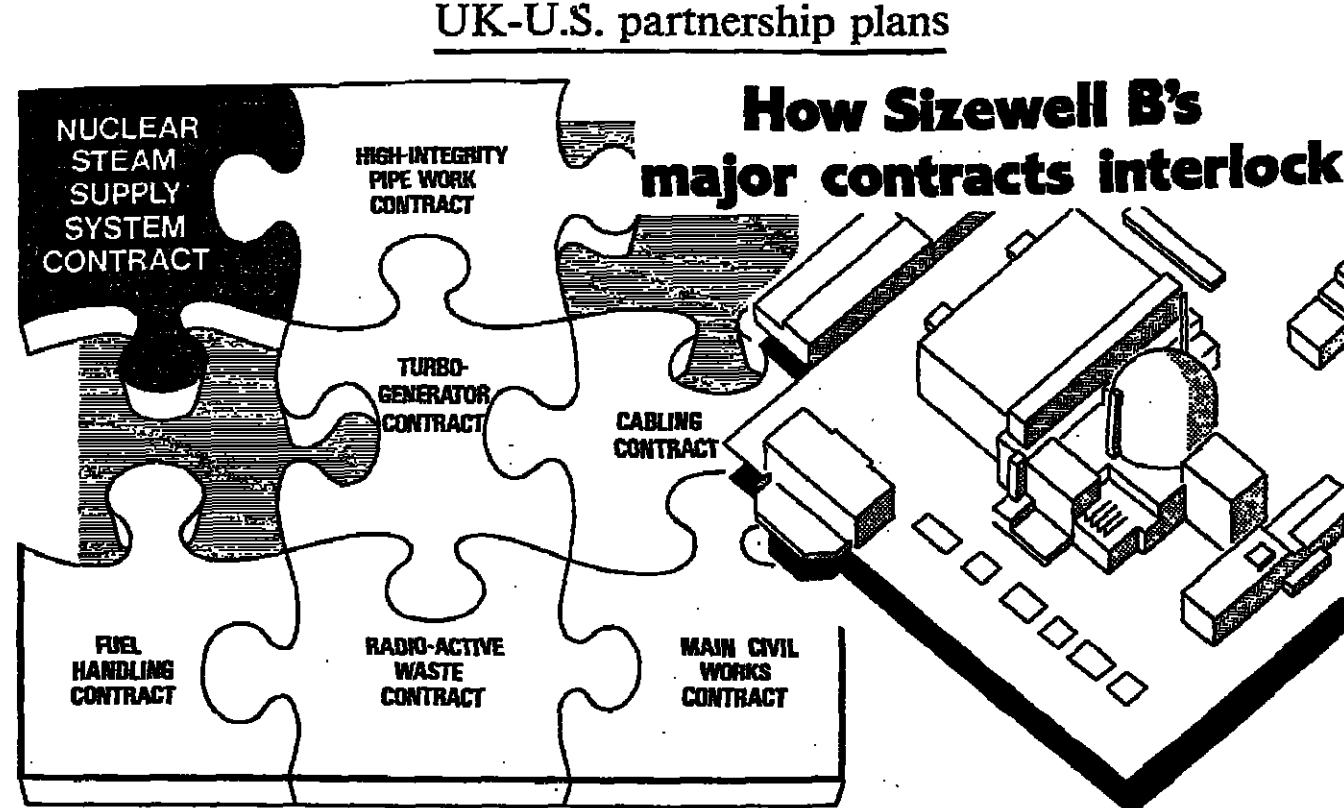 UK-U.S. partnership plans
How Sizewell B's
major contracts interlock
NUCLEAR
STEAM
SUPPLY
SYSTEM
CONTRACT
HIGH-INTEGRITY
PIPE WORK
CONTRACT
TURBO-
GENERATOR
CONTRACT
CABLING
CONTRACT
FUEL
HANDLING
CONTRACT
RADIO-ACTIVE
WASTE
CONTRACT
MAIN CIVIL
WORKS
CONTRACT